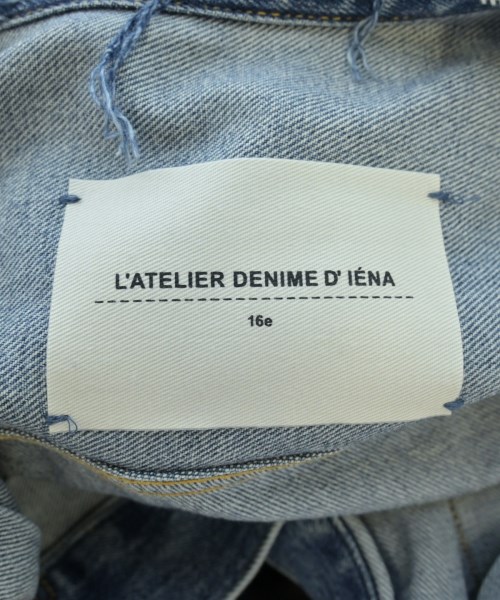 L'ATELIER DENIME D' IÉNA
16e